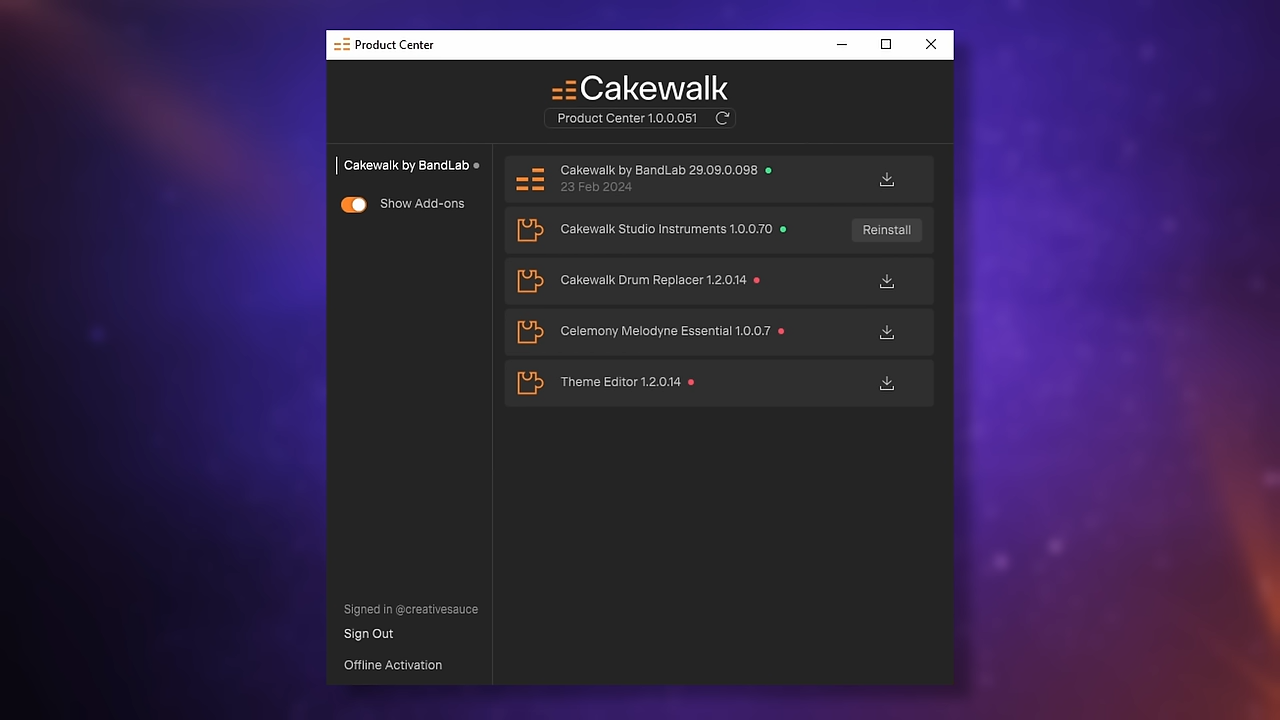 Product Center
Cakewalk
Product Center 1.0.0.051
Cakewalk by BandLab
Show Add-ons
Cakewalk by BandLab 29.09.0.098
23 Feb 2024
Cakewalk Studio Instruments 1.0.0.70
Reinstall
Cakewalk Drum Replacer 1.2.0.14
Celemony Melodyne Essential 1.0.0.7
Theme Editor 1.2.0.14
Signed in @creativesauce
Sign Out
Offline Activation